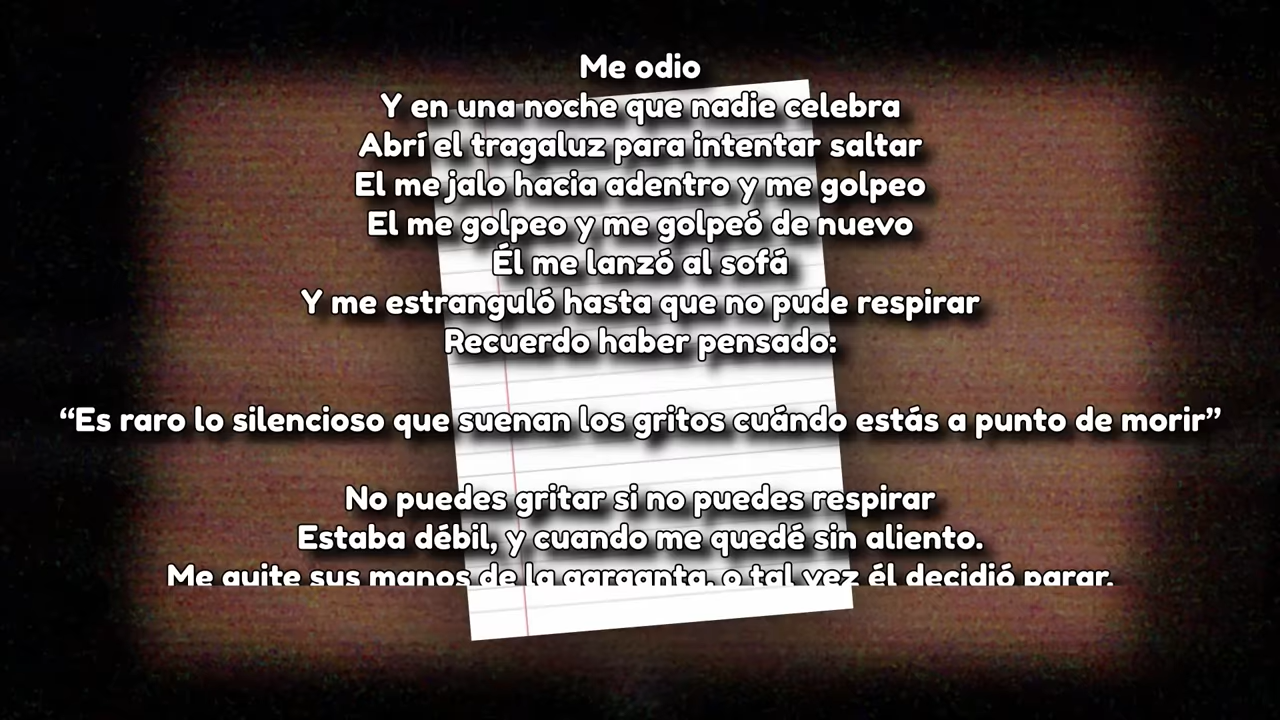 Me odio
Y en una noche que nadie celebra
Abrí el tragaluz para intentar saltar
El me jalo hacia adentro y me golpeo
El me golpeo y me golpeó de nuevo
Él me lanzó al sofá
Y me estranguló hasta que no pude respirar
Recuerdo haber pensado:
“Es raro lo silencioso que suenan los gritos cuándo estás a punto de morir”
No puedes gritar si no puedes respirar
Estaba débil, y cuando me quedé sin aliento.
Me quite sus manos de la garganta, o tal vez él decidió parar.